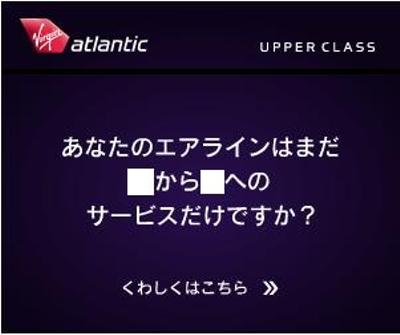 Virgin atlantic
UPPER CLASS
あなたのエアラインはまだ
から への
サービスだけですか？
くわしくはこちら »